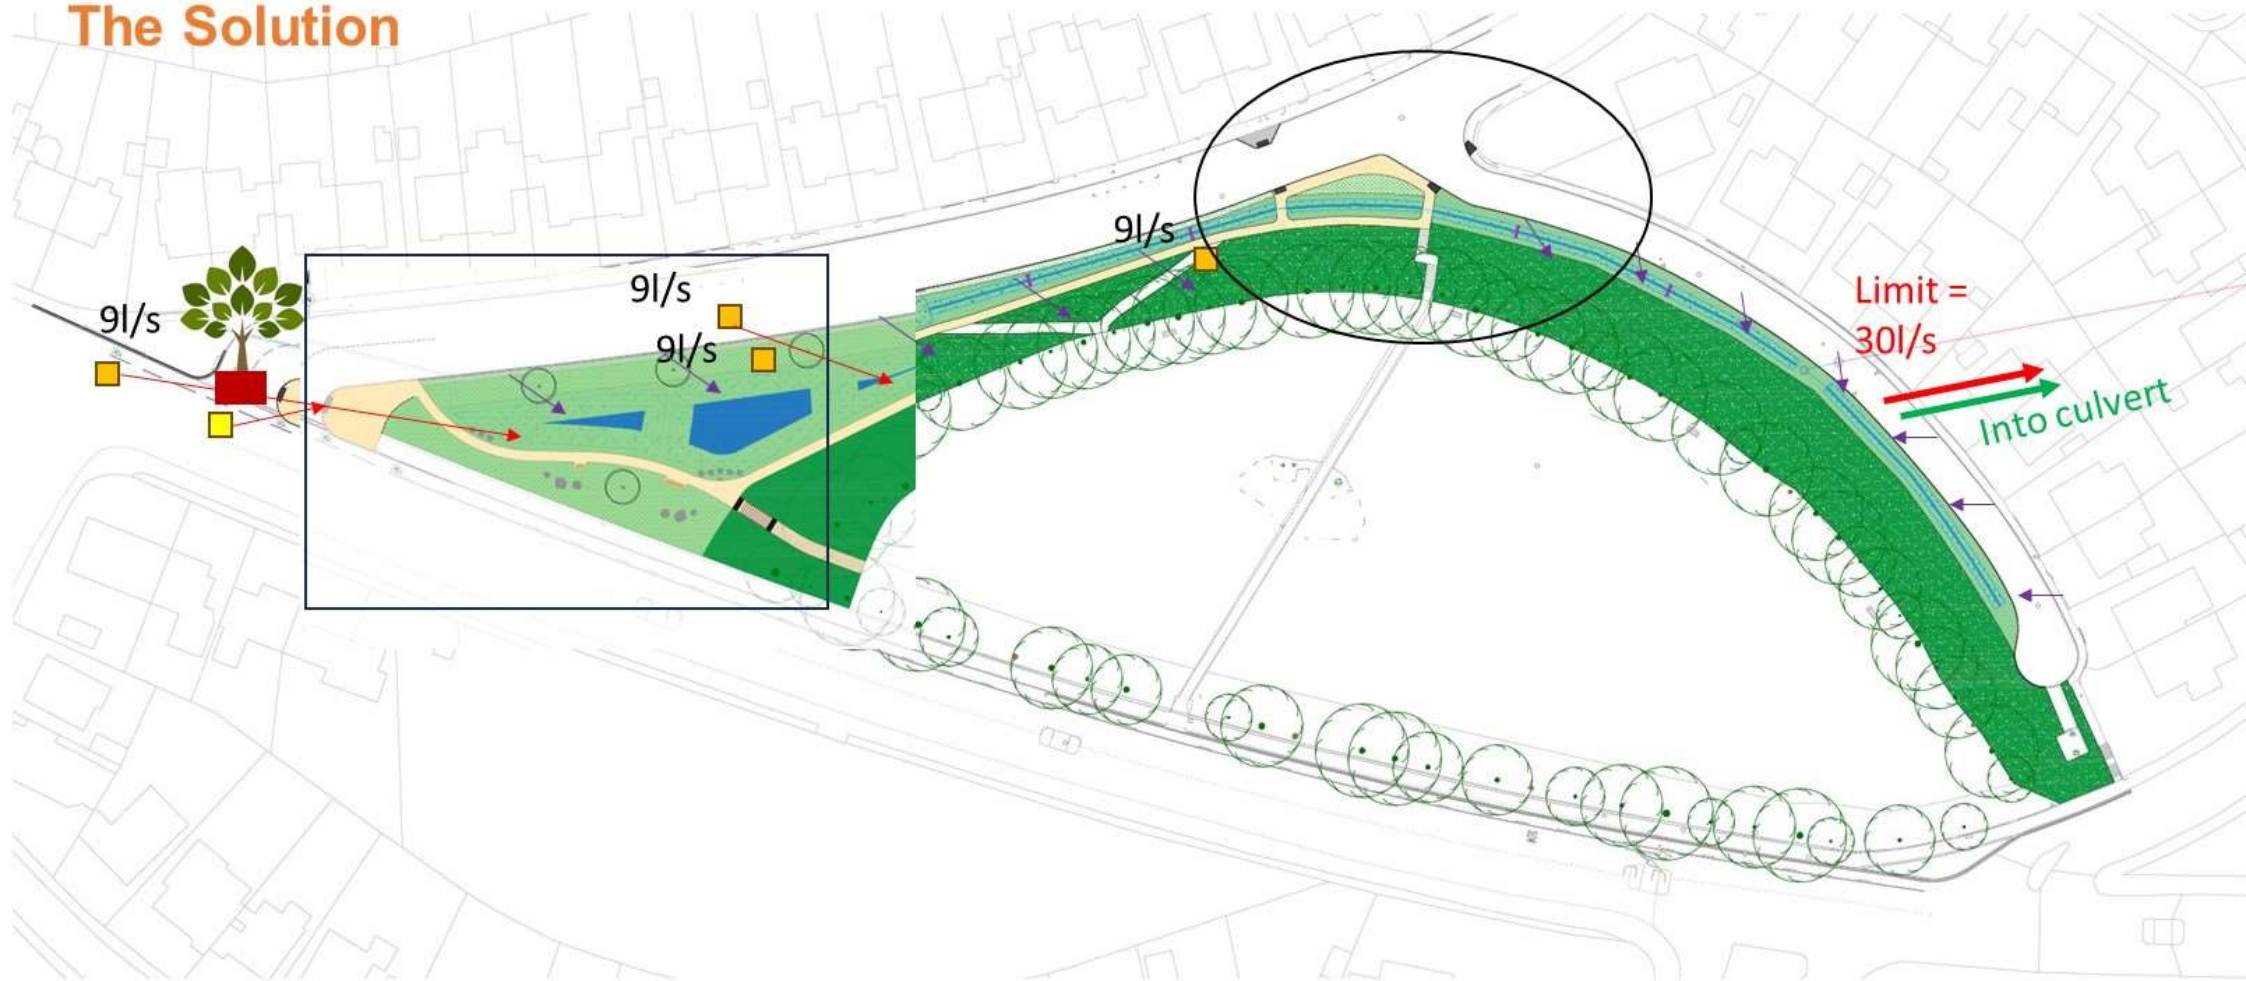 The Solution
9l/s
9l/s
9l/s
9l/s
Limit =
30l/s
Into culvert